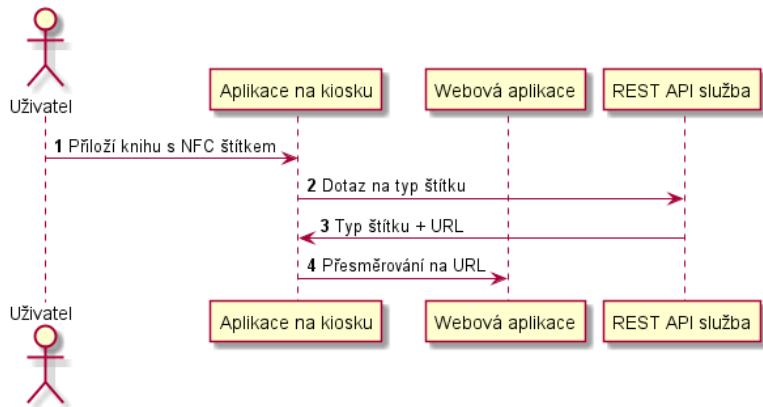 Uživatel
Aplikace na kiosku
Webová aplikace
REST API služba
1 Přiloží knihu s NFC štítkem
2 Dotaz na typ štítku
3 Typ štítku + URL
4 Přesměrování na URL
Uživatel
Aplikace na kiosku
Webová aplikace
REST API služba